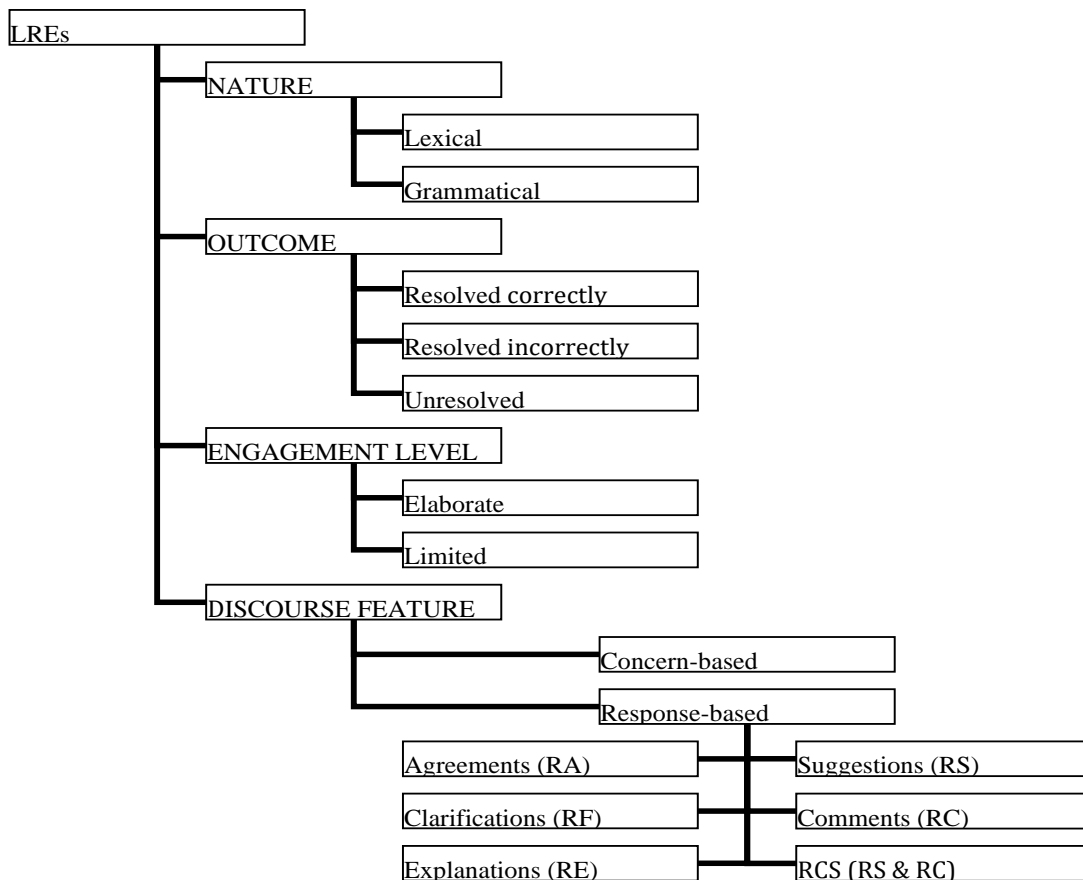 LREs
NATURE
Lexical
Grammatical
OUTCOME
Resolved correctly
Resolved incorrectly
Unresolved
ENGAGEMENT LEVEL
Elaborate
Limited
DISCOURSE FEATURE
Concern-based
Response-based
Agreements (RA)
Suggestions (RS)
Clarifications (RF)
Comments (RC)
Explanations (RE)
RCS (RS & RC)